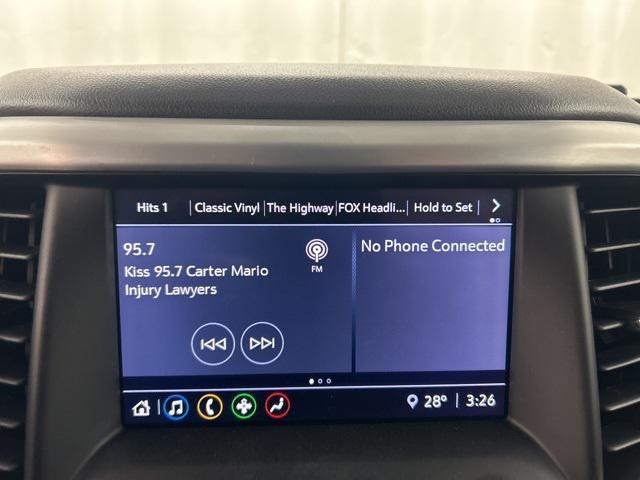 Hits 1 Classic Vinyl The Highway FOX Headli... Hold to Set
95.7
Kiss 95.7 Carter Mario
Injury Lawyers
FM
No Phone Connected
28° 3:26